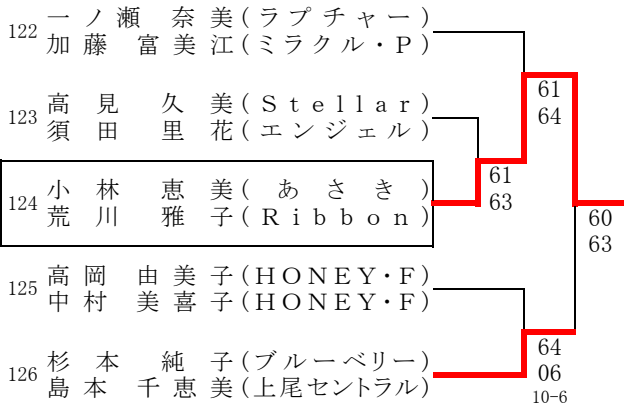 122 一ノ瀬 奈美(ラプチャー)
加藤 富美江(ミラクル・P)
61
64
123 高見 久美(Stellar)
須田 里花(エンジェル)
61
63
124 小林 恵美(あさき)
荒川 雅子(Ribbon)
60
63
125 高岡 由美子(HONEY・F)
中村 美喜子(HONEY・F)
64
06
10-6
126 杉本 純子(ブルーベリー)
島本 千恵美(上尾セントラル)